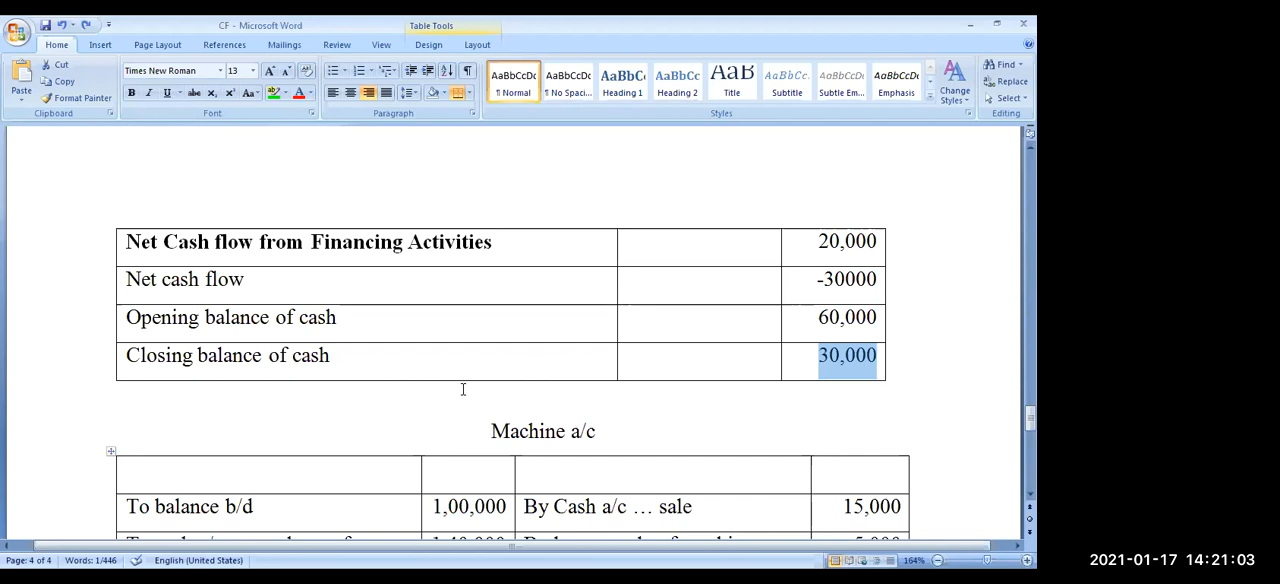 CF - Microsoft Word
Table Tools
Home Insert Page Layout References Mailings Review View Design Layout
Paste
Cut
Copy
Format Painter
Clipboard
Times New Roman 13
B I U abc x₂ x² Aa
Font
Paragraph
AaBbCcDc AaBbCcDc AaBbC( AaBbCc AaB AaBbCc. AaBbCcDc AaBbCcDc
¶ Normal ¶ No Spaci... Heading 1 Heading 2 Title Subtitle Subtle Em... Emphasis
Change Styles
Styles
Find
Replace
Select
Editing
Net Cash flow from Financing Activities 20,000
Net cash flow -30000
Opening balance of cash 60,000
Closing balance of cash 30,000
Machine a/c
To balance b/d 1,00,000 By Cash a/c … sale 15,000
Page: 4 of 4 Words: 1/446 English (United States) 164%
2021-01-17 14:21:03